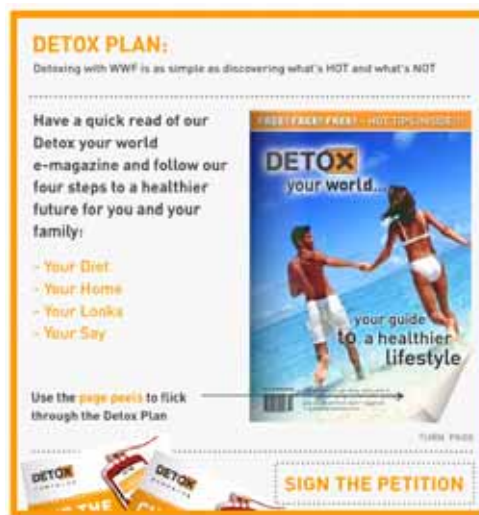 DETOX PLAN:
Detoxing with WWF is as simple as discovering what's HOT and what's NOT
Have a quick read of our
Detox your world
e-magazine and follow our
four steps to a healthier
future for you and your
family:
- Your Diet
- Your Home
- Your Looks
- Your Say
Use the page peels to flick
through the Detox Plan
FREE! FREE! FREE! - HOT TIPS INSIDE!!!
DETOX
your world...
your guide
to a healthier
lifestyle
TURN PAGE
DETOX
DETOX
THE
SIGN THE PETITION